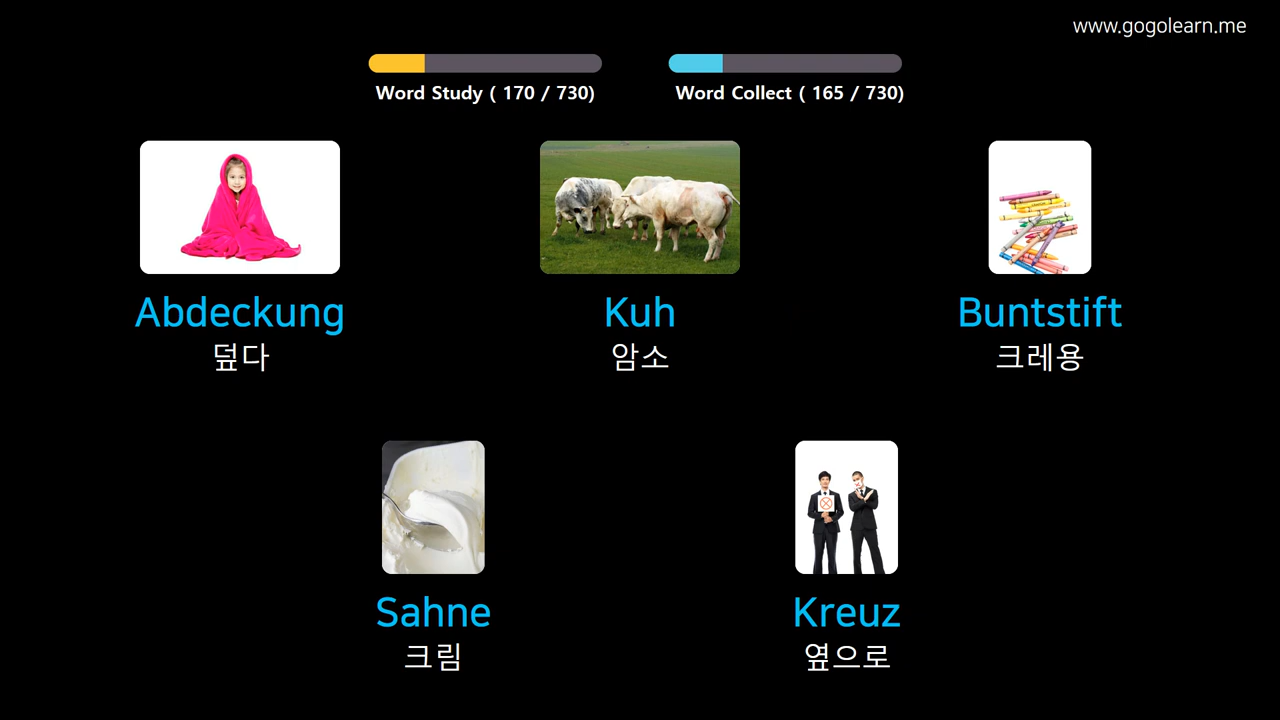 www.gogolearn.me
Word Study ( 170 / 730)
Word Collect ( 165 / 730)
Abdeckung
덮다
Kuh
암소
Buntstift
크레용
Sahne
크림
Kreuz
옆으로